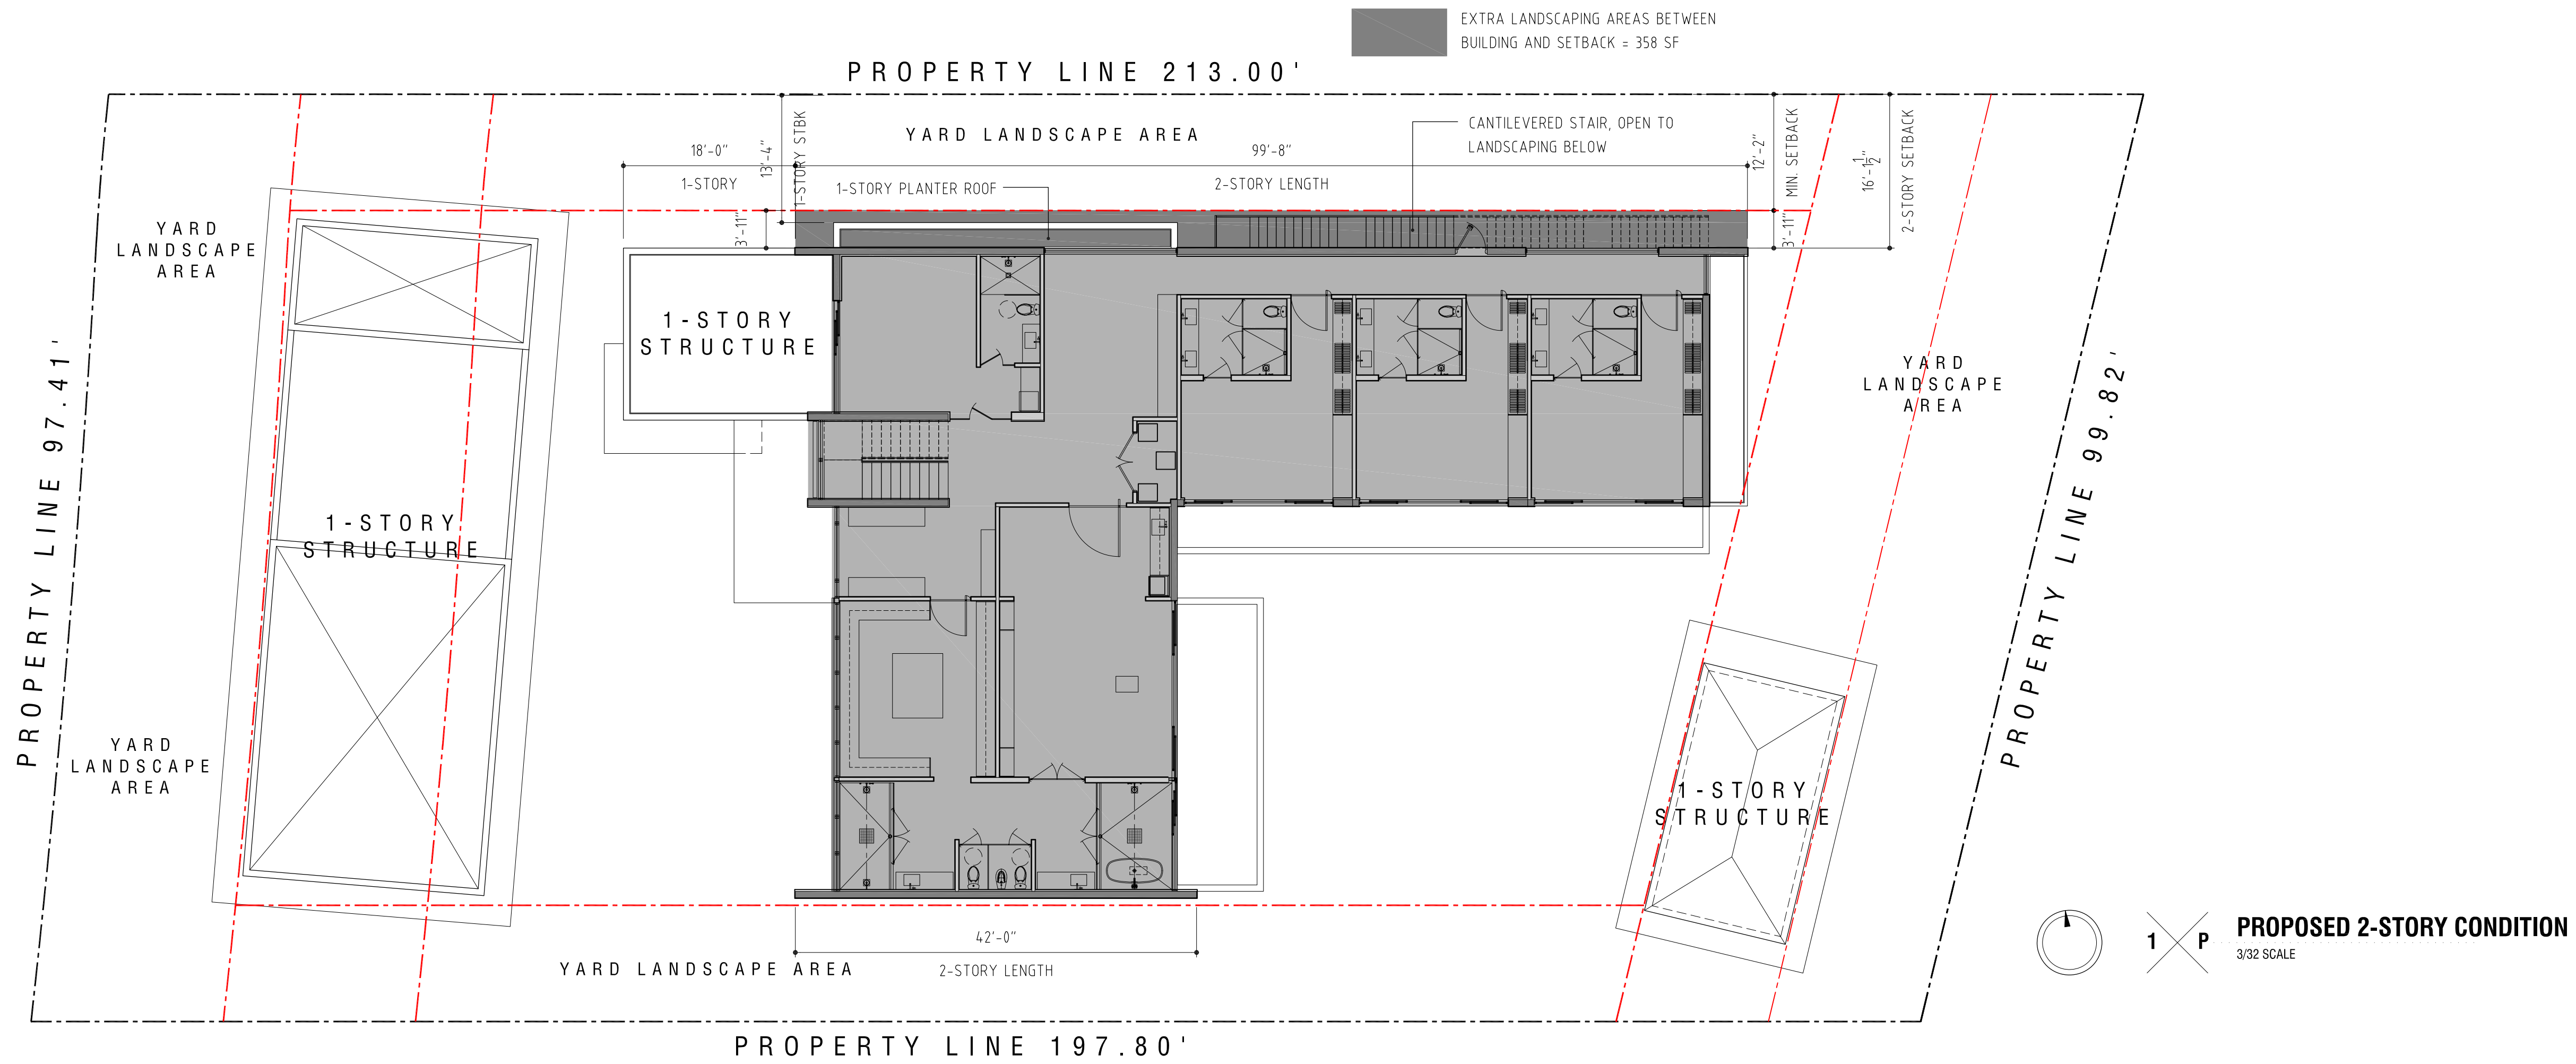 EXTRA LANDSCAPING AREAS BETWEEN
BUILDING AND SETBACK = 358 SF
PROPERTY LINE 213.00'
YARD LANDSCAPE AREA
CANTILEVERED STAIR, OPEN TO
LANDSCAPING BELOW
18'-0"
1-STORY
13'-4"
1-STORY STBK
99'-8"
2-STORY LENGTH
12'-2"
MIN. SETBACK
16'-1 1/2"
2-STORY SETBACK
1-STORY PLANTER ROOF
3'-11"
3'-11"
YARD
LANDSCAPE
AREA
1-STORY
STRUCTURE
YARD
LANDSCAPE
AREA
PROPERTY LINE 97.41'
PROPERTY LINE 99.82'
1-STORY
STRUCTURE
YARD
LANDSCAPE
AREA
1-STORY
STRUCTURE
42'-0"
2-STORY LENGTH
YARD LANDSCAPE AREA
PROPERTY LINE 197.80'
1
P
PROPOSED 2-STORY CONDITION
3/32 SCALE